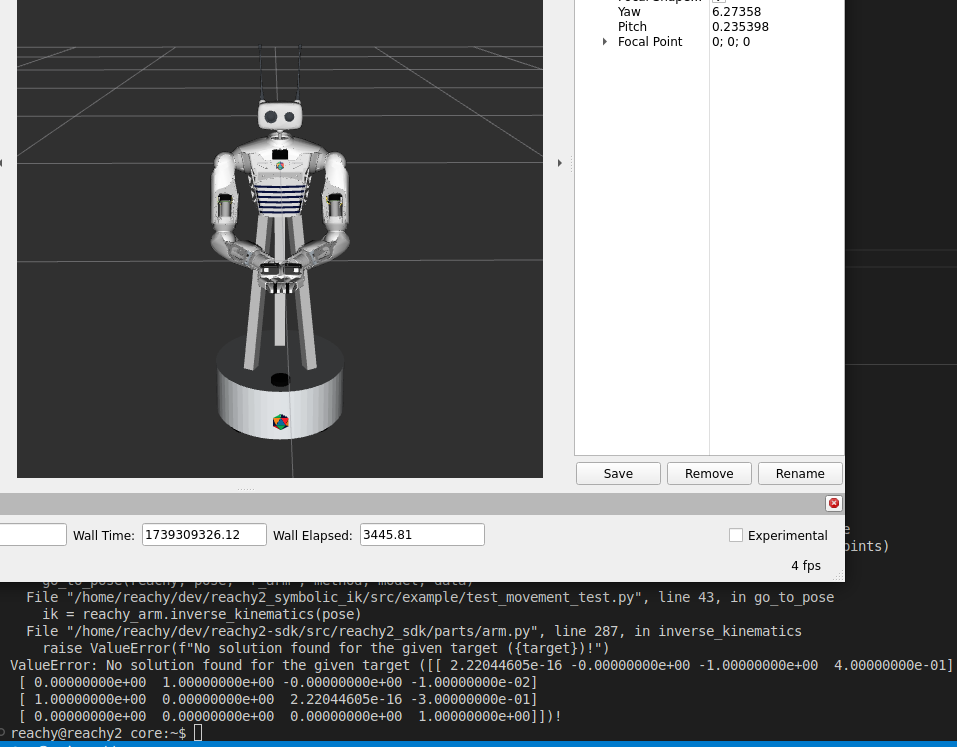 Yaw 6.27358
Pitch 0.235398
Focal Point 0; 0; 0
Save Remove Rename
Wall Time: 1739309326.12 Wall Elapsed: 3445.81 Experimental
oints)
4 fps
File "/home/reachy/dev/reachy2_symbolic_ik/src/example/test_movement_test.py", line 43, in go_to_pose
ik = reachy_arm.inverse_kinematics(pose)
File "/home/reachy/dev/reachy2-sdk/src/reachy2_sdk/parts/arm.py", line 287, in inverse_kinematics
raise ValueError(f"No solution found for the given target ({target})!")
ValueError: No solution found for the given target ([[ 2.22044605e-16 -0.00000000e+00 -1.00000000e+00  4.00000000e-01]
[ 0.00000000e+00  1.00000000e+00 -0.00000000e+00 -1.00000000e-02]
[ 1.00000000e+00  0.00000000e+00  2.22044605e-16 -3.00000000e-01]
[ 0.00000000e+00  0.00000000e+00  0.00000000e+00  1.00000000e+00]])!
reachy@reachy2 core:~$